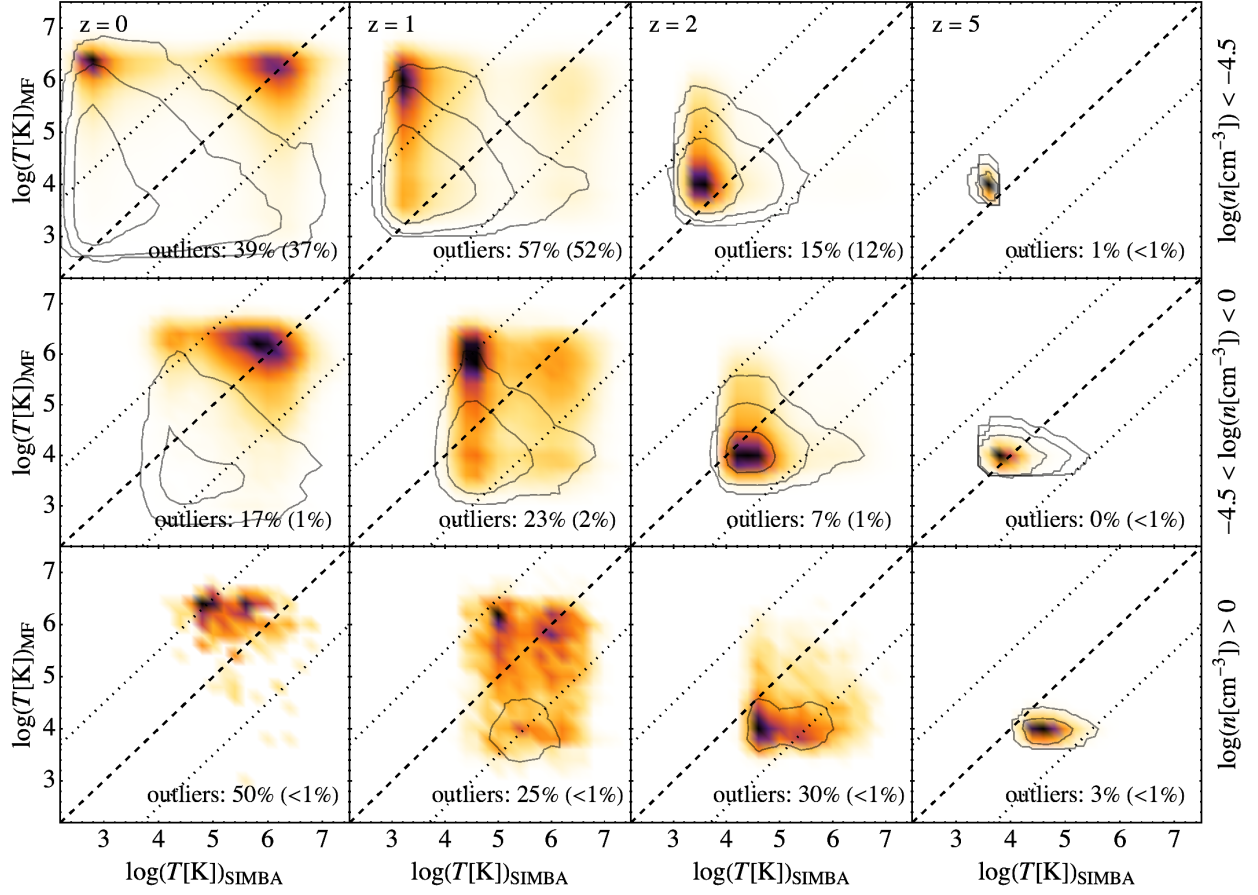 z = 0
z = 1
z = 2
z = 5
7
6
5
4
3
log(T[K])MF
outliers: 39% (37%)
outliers: 57% (52%)
outliers: 15% (12%)
outliers: 1% (<1%)
log(n[cm⁻³]) < −4.5
7
6
5
4
3
log(T[K])MF
outliers: 17% (1%)
outliers: 23% (2%)
outliers: 7% (1%)
outliers: 0% (<1%)
−4.5 < log(n[cm⁻³]) < 0
7
6
5
4
3
log(T[K])MF
outliers: 50% (<1%)
outliers: 25% (<1%)
outliers: 30% (<1%)
outliers: 3% (<1%)
log(n[cm⁻³]) > 0
3 4 5 6 7
3 4 5 6 7
3 4 5 6 7
3 4 5 6 7
log(T[K])SIMBA
log(T[K])SIMBA
log(T[K])SIMBA
log(T[K])SIMBA